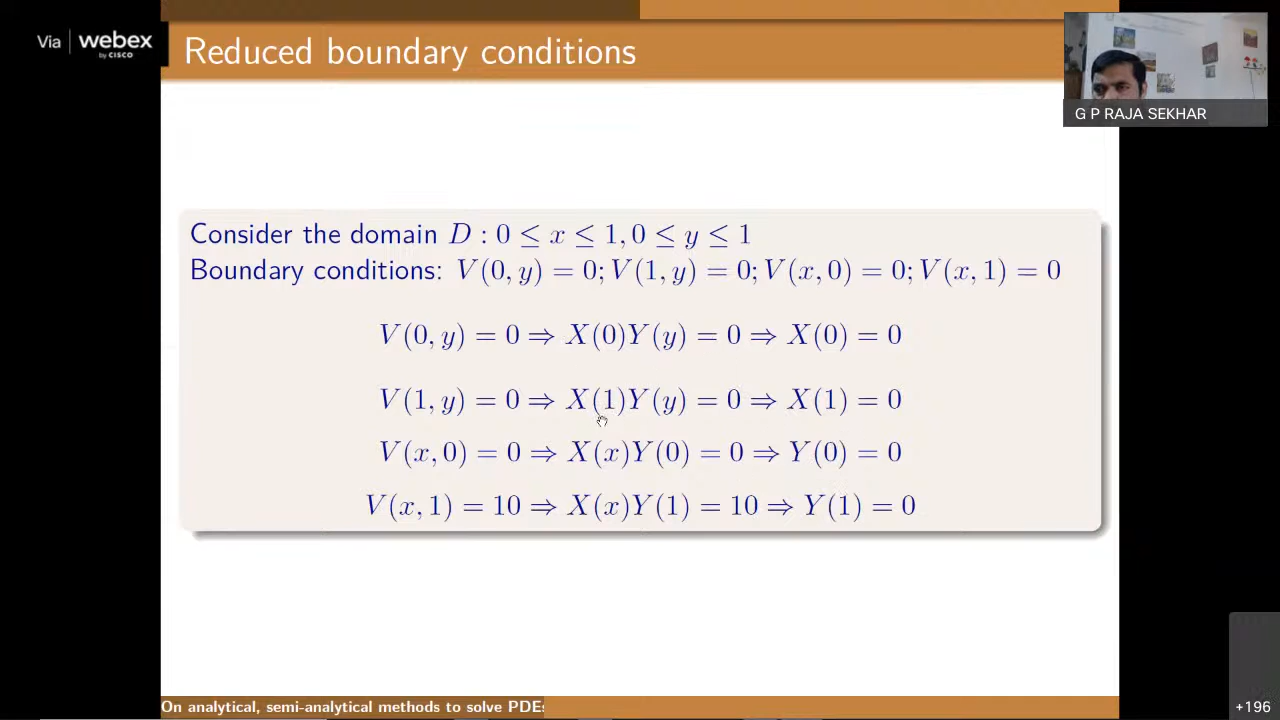 Via | webex
by CISCO
Reduced boundary conditions
G P RAJA SEKHAR
Consider the domain D : 0 ≤ x ≤ 1, 0 ≤ y ≤ 1
Boundary conditions: V(0, y) = 0; V(1, y) = 0; V(x, 0) = 0; V(x, 1) = 0
V(0, y) = 0 ⇒ X(0)Y(y) = 0 ⇒ X(0) = 0
V(1, y) = 0 ⇒ X(1)Y(y) = 0 ⇒ X(1) = 0
V(x, 0) = 0 ⇒ X(x)Y(0) = 0 ⇒ Y(0) = 0
V(x, 1) = 10 ⇒ X(x)Y(1) = 10 ⇒ Y(1) = 0
On analytical, semi-analytical methods to solve PDEs
+196